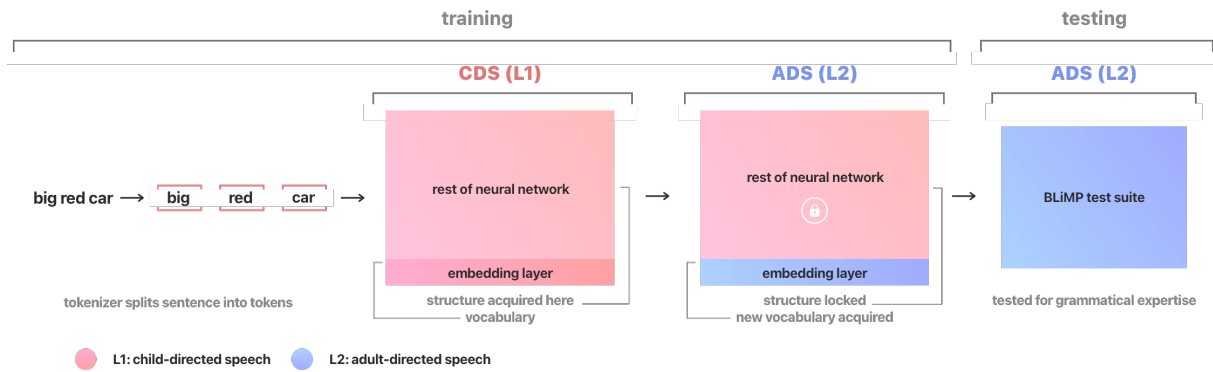 training
testing
CDS (L1)
ADS (L2)
ADS (L2)
big red car
big
red
car
rest of neural network
embedding layer
rest of neural network
embedding layer
BLiMP test suite
tokenizer splits sentence into tokens
structure acquired here
vocabulary
structure locked
new vocabulary acquired
tested for grammatical expertise
L1: child-directed speech
L2: adult-directed speech